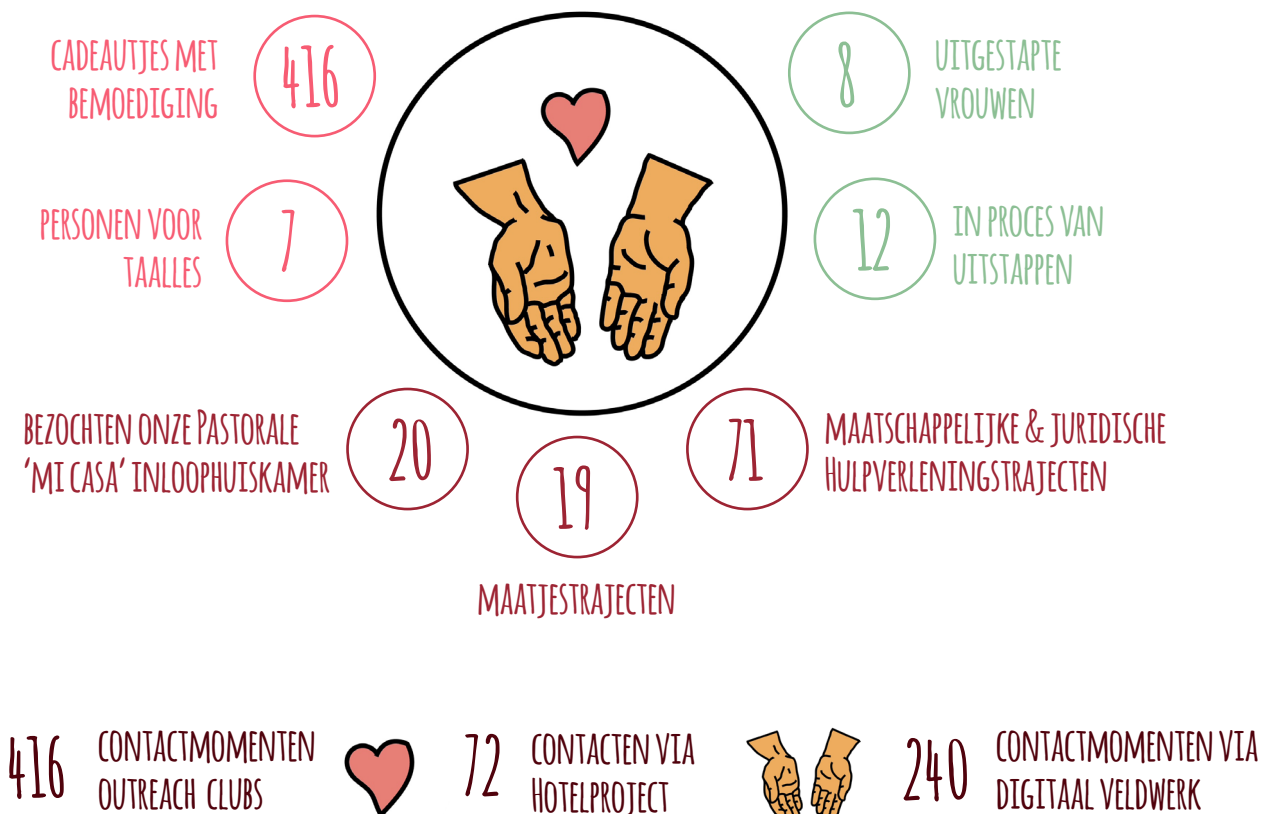 CADEAUTJES MET
BEMOEDIGING
416
8
UITGESTAPTE
VROUWEN
PERSONEN VOOR
TAALLES
7
12
IN PROCES VAN
UITSTAPPEN
BEZOCHTEN ONZE PASTORALE
'MI CASA' INLOOPHUISKAMER
20
19
MAATJESTRAJECTEN
71
MAATSCHAPPELIJKE & JURIDISCHE
HULPVERLENINGSTRAJECTEN
416
CONTACTMOMENTEN
OUTREACH CLUBS
72
CONTACTEN VIA
HOTELPROJECT
240
CONTACTMOMENTEN VIA
DIGITAAL VELDWERK